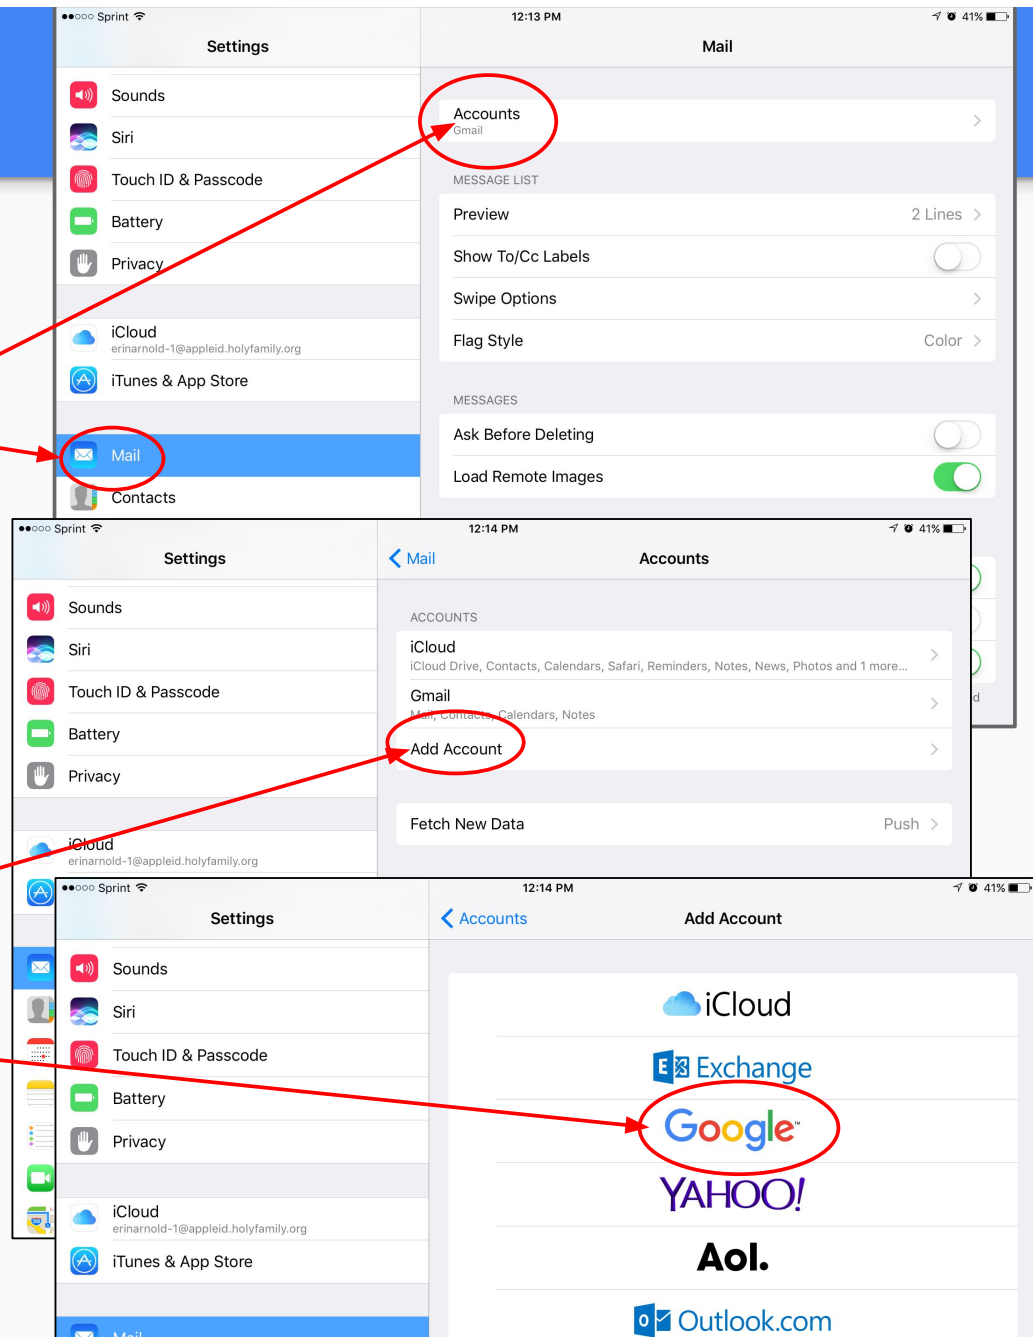 Sprint 12:13 PM 41%
Settings
Sounds
Siri
Touch ID & Passcode
Battery
Privacy
iCloud
erinarnold-1@appleid.holyfamily.org
iTunes & App Store
Mail
Contacts
Mail
Accounts
Gmail
MESSAGE LIST
Preview 2 Lines
Show To/Cc Labels
Swipe Options
Flag Style Color
MESSAGES
Ask Before Deleting
Load Remote Images
d
Sprint 12:14 PM 41%
Settings
Sounds
Siri
Touch ID & Passcode
Battery
Privacy
iCloud
erinarnold-1@appleid.holyfamily.org
Mail
Accounts
ACCOUNTS
iCloud
iCloud Drive, Contacts, Calendars, Safari, Reminders, Notes, News, Photos and 1 more...
Gmail
Mail, Contacts, Calendars, Notes
Add Account
Fetch New Data Push
Sprint 12:14 PM 41%
Settings
Sounds
Siri
Touch ID & Passcode
Battery
Privacy
iCloud
erinarnold-1@appleid.holyfamily.org
iTunes & App Store
Mail
Accounts
Add Account
iCloud
E Exchange
Google™
YAHOO!
Aol.
o Outlook.com